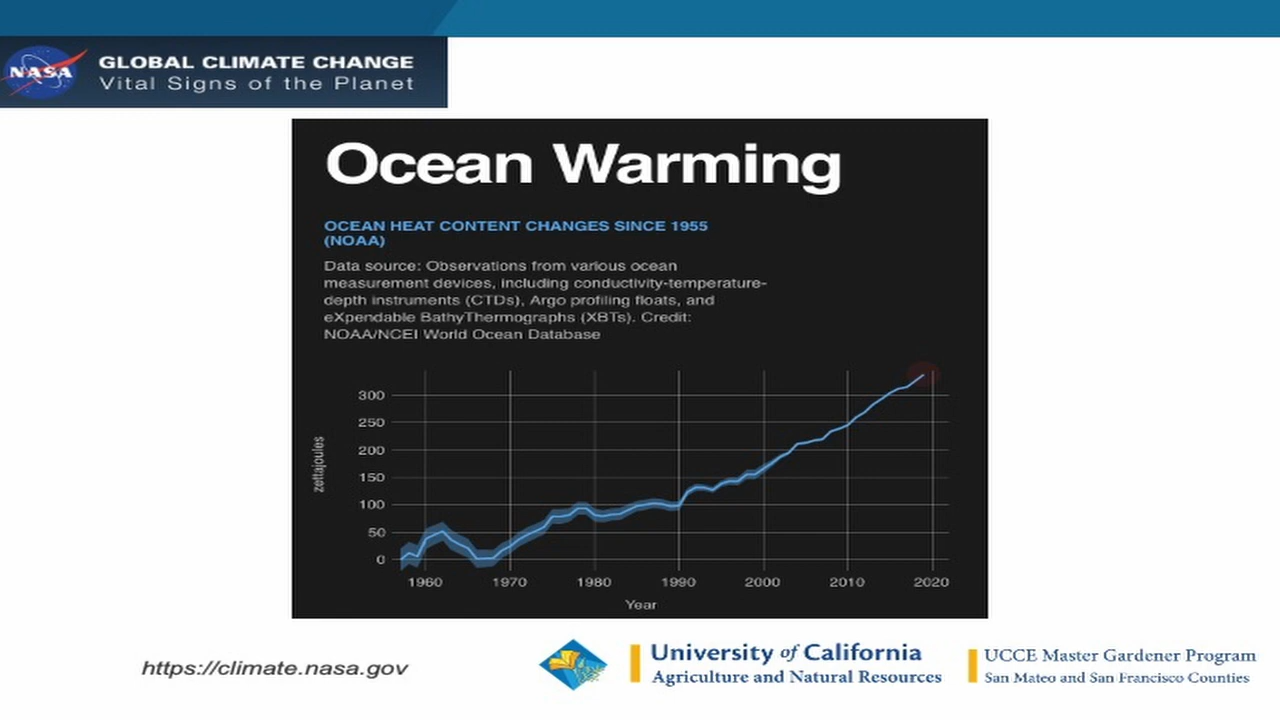 NASA
GLOBAL CLIMATE CHANGE
Vital Signs of the Planet
Ocean Warming
OCEAN HEAT CONTENT CHANGES SINCE 1955
(NOAA)
Data source: Observations from various ocean
measurement devices, including conductivity-temperature-
depth instruments (CTDs), Argo profiling floats, and
eXpendable BathyThermographs (XBTs). Credit:
NOAA/NCEI World Ocean Database
300
250
200
150
100
50
0
zettajoules
1960 1970 1980 1990 2000 2010 2020
Year
https://climate.nasa.gov
University of California
Agriculture and Natural Resources
UCCE Master Gardener Program
San Mateo and San Francisco Counties